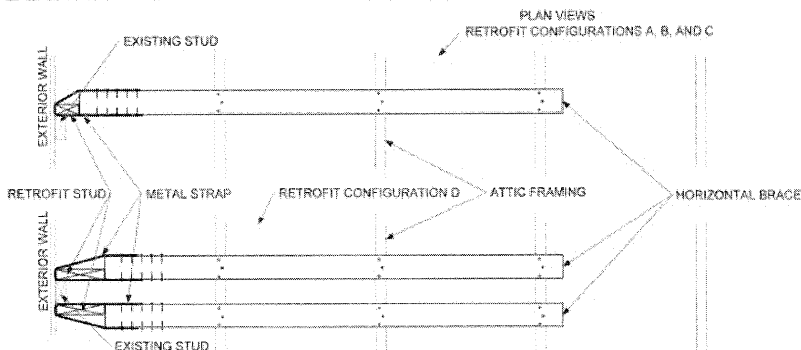 PLAN VIEWS
RETROFIT CONFIGURATIONS A, B, AND C
EXISTING STUD
EXTERIOR WALL
RETROFIT STUD
METAL STRAP
RETROFIT CONFIGURATION D
ATTIC FRAMING
HORIZONTAL BRACE
EXTERIOR WALL
EXISTING STUD